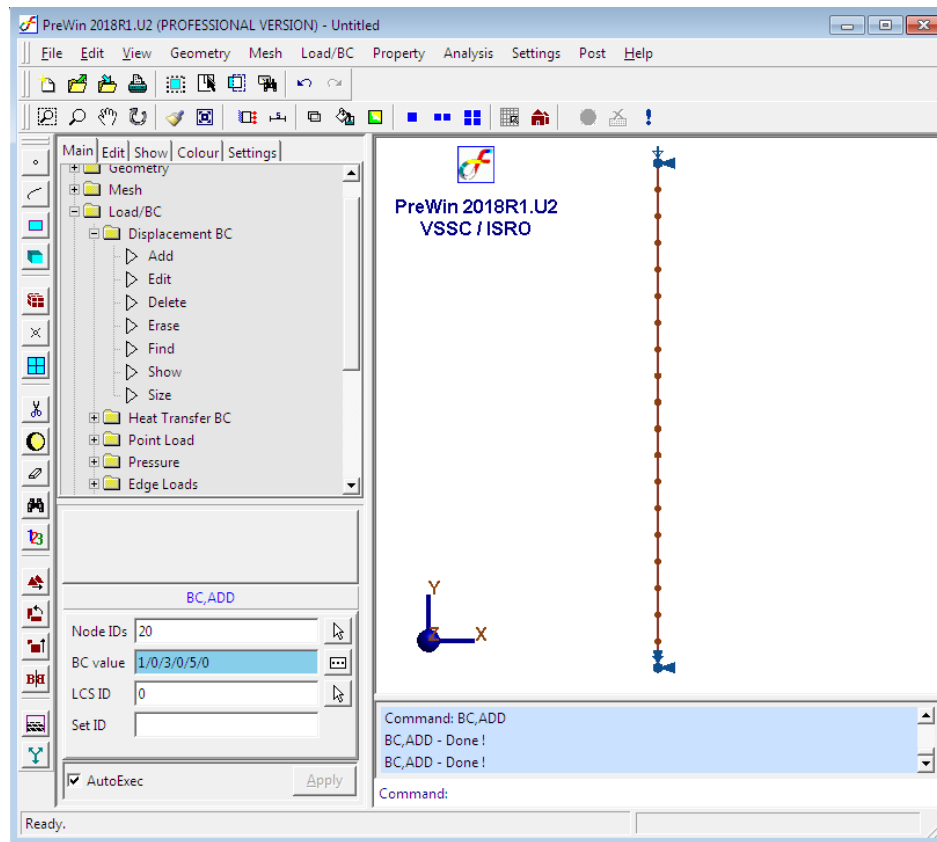 PreWin 2018R1.U2 (PROFESSIONAL VERSION) - Untitled
File Edit View Geometry Mesh Load/BC Property Analysis Settings Post Help
Main Edit Show Colour Settings
Geometry
Mesh
Load/BC
Displacement BC
Add
Edit
Delete
Erase
Find
Show
Size
Heat Transfer BC
Point Load
Pressure
Edge Loads
123
B B
BC,ADD
Node IDs 20
BC value 1/0/3/0/5/0
LCS ID 0
Set ID
AutoExec Apply
PreWin 2018R1.U2
VSSC / ISRO
Y
Z X
Command: BC,ADD
BC,ADD - Done !
BC,ADD - Done !
Command:
Ready.